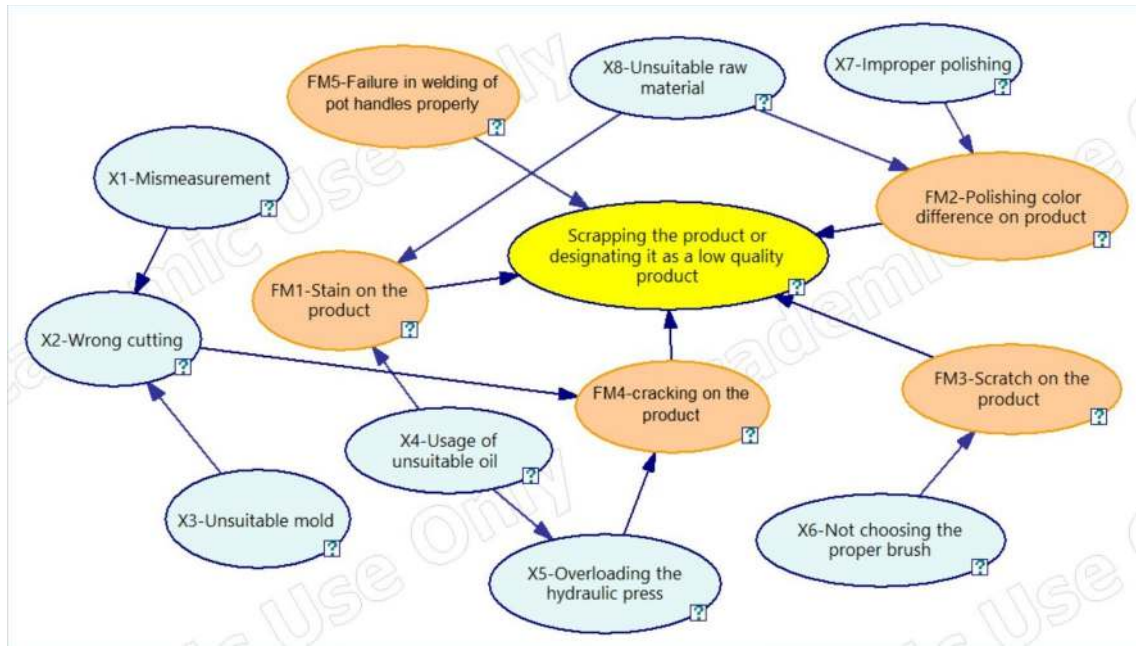 FM5-Failure in welding of
pot handles properly
?
X8-Unsuitable raw
material
?
X7-Improper polishing
?
X1-Mismeasurement
?
FM2-Polishing color
difference on product
?
Scrapping the product or
designating it as a low quality
product
?
FM1-Stain on the
product
?
X2-Wrong cutting
?
FM4-cracking on the
product
?
FM3-Scratch on the
product
?
X4-Usage of
unsuitable oil
?
X3-Unsuitable mold
?
X5-Overloading the
hydraulic press
?
X6-Not choosing the
proper brush
?